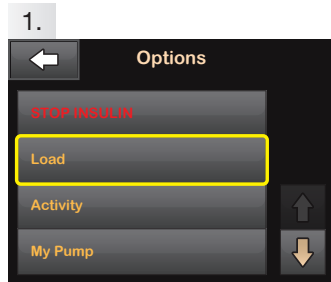 1.
Options
STOP INSULIN
Load
Activity
My Pump